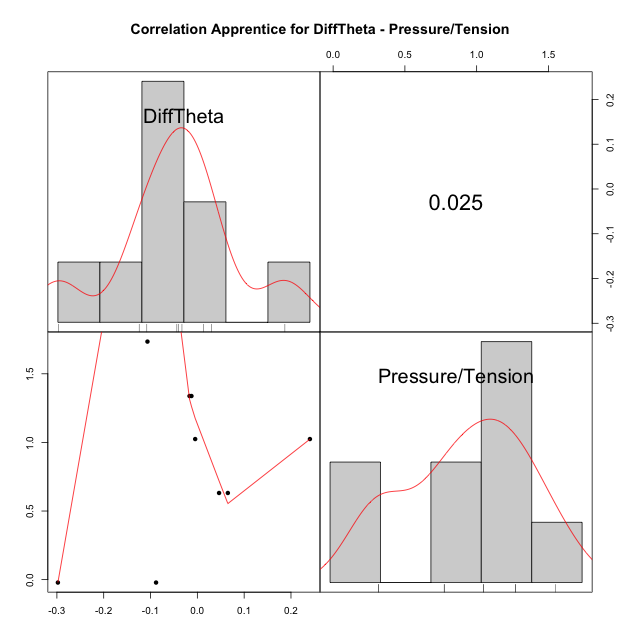 Correlation Apprentice for DiffTheta - Pressure/Tension
0.0 0.5 1.0 1.5
DiffTheta
0.025
0.2
0.1
0.0
-0.1
-0.2
-0.3
Pressure/Tension
1.5
1.0
0.5
0.0
-0.3 -0.2 -0.1 0.0 0.1 0.2